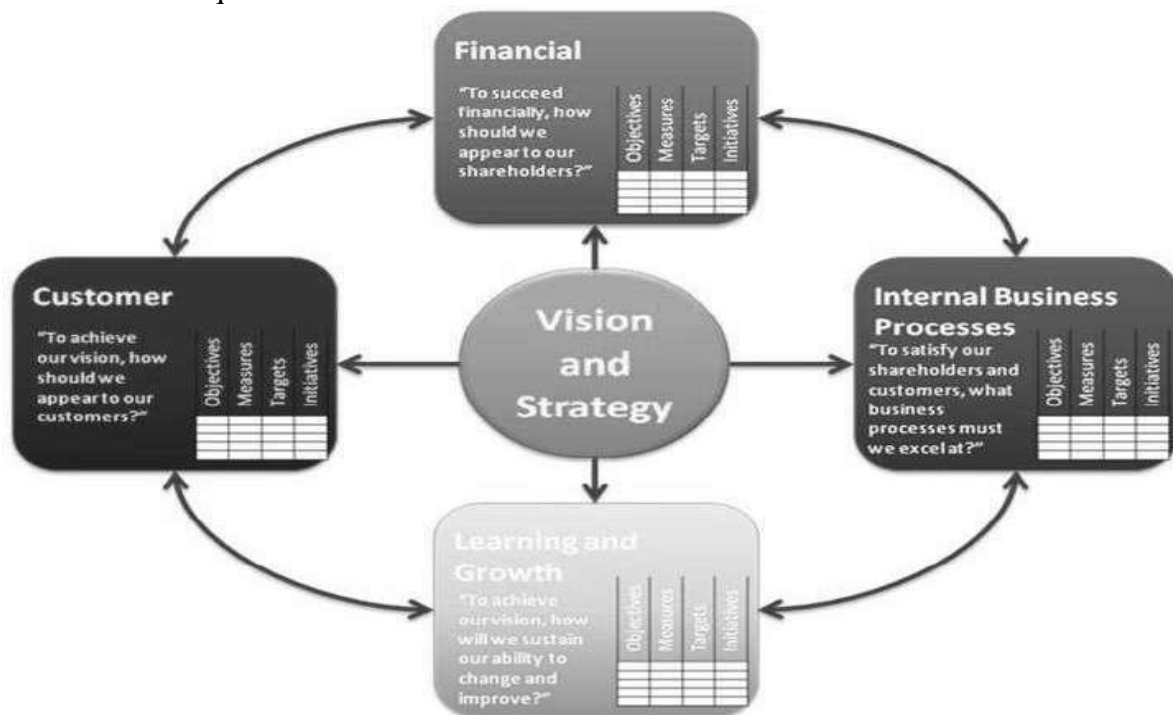 Financial
"To succeed
financially, how
should we
appear to our
shareholders?"
Objectives
Measures
Targets
Initiatives
Customer
"To achieve
our vision, how
should we
appear to our
customers?"
Objectives
Measures
Targets
Initiatives
Vision
and
Strategy
Internal Business
Processes
"To satisfy our
shareholders and
customers, what
business
processes must
we excel at?"
Objectives
Measures
Targets
Initiatives
Learning and
Growth
"To achieve
our vision, how
will we sustain
our ability to
change and
improve?"
Objectives
Measures
Targets
Initiatives